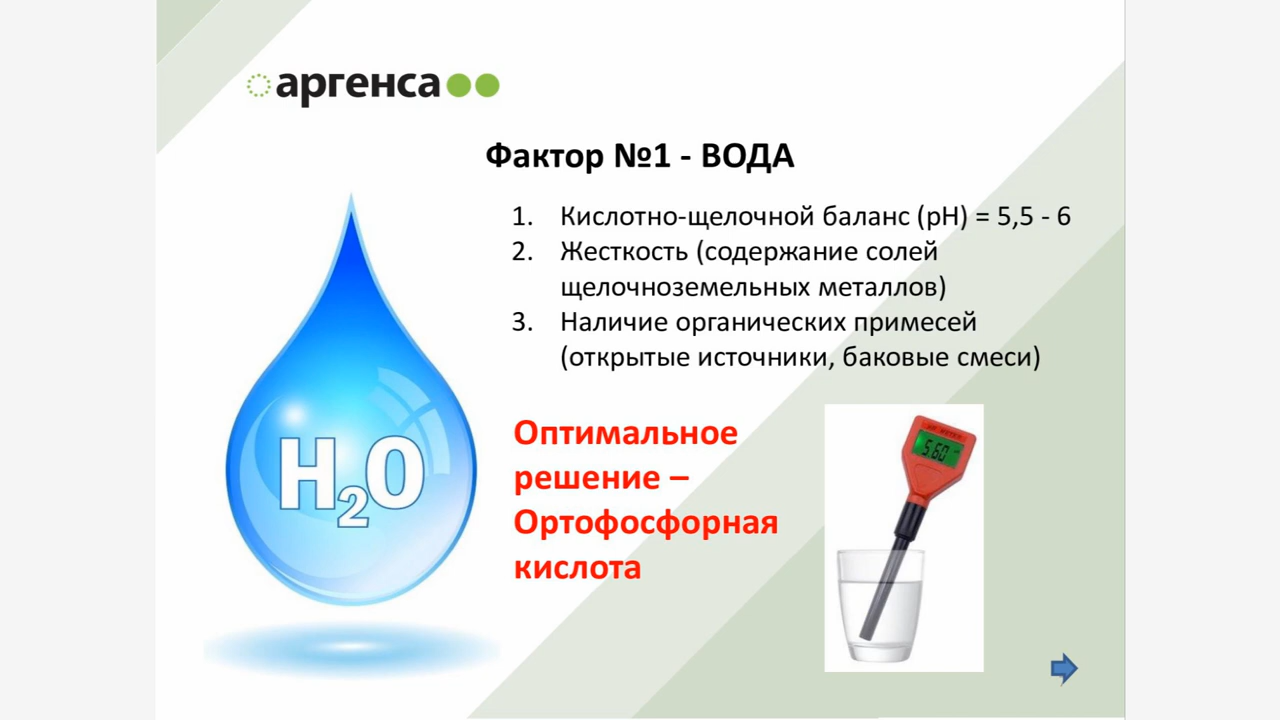 аргенса
Фактор №1 - ВОДА
1. Кислотно-щелочной баланс (pH) = 5,5 - 6
2. Жесткость (содержание солей
щелочноземельных металлов)
3. Наличие органических примесей
(открытые источники, баковые смеси)
H2O
Оптимальное
решение –
Ортофосфорная
кислота
5.60